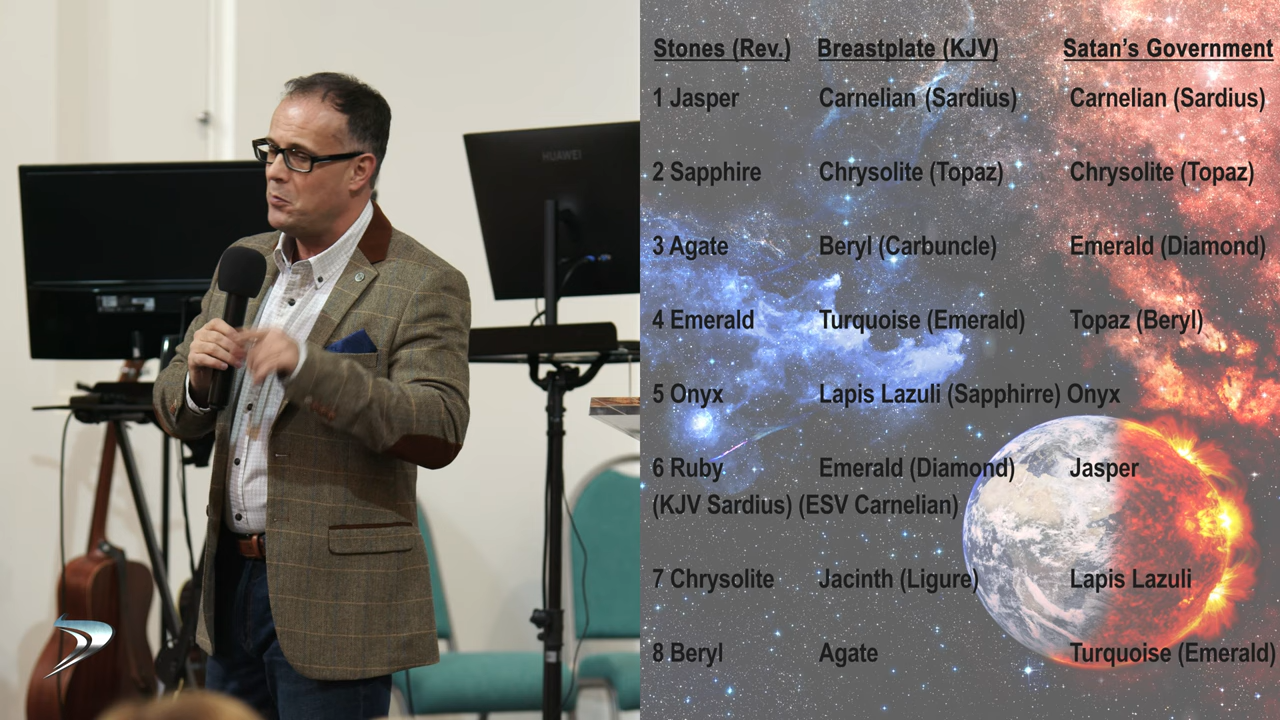 HUAWEI
Stones (Rev.) Breastplate (KJV) Satan's Government
1 Jasper Carnelian (Sardius) Carnelian (Sardius)
2 Sapphire Chrysolite (Topaz) Chrysolite (Topaz)
3 Agate Beryl (Carbuncle) Emerald (Diamond)
4 Emerald Turquoise (Emerald) Topaz (Beryl)
5 Onyx Lapis Lazuli (Sapphirre) Onyx
6 Ruby Emerald (Diamond) Jasper
(KJV Sardius) (ESV Carnelian)
7 Chrysolite Jacinth (Ligure) Lapis Lazuli
8 Beryl Agate Turquoise (Emerald)